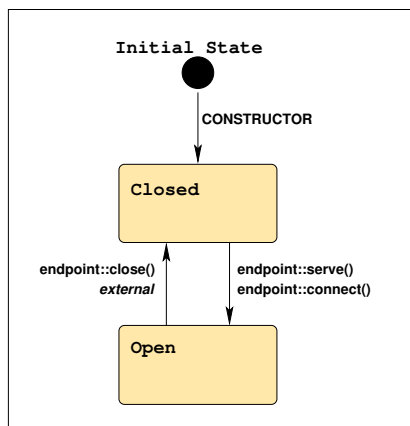 Initial State
CONSTRUCTOR
Closed
endpoint::close()
external
endpoint::serve()
endpoint::connect()
Open